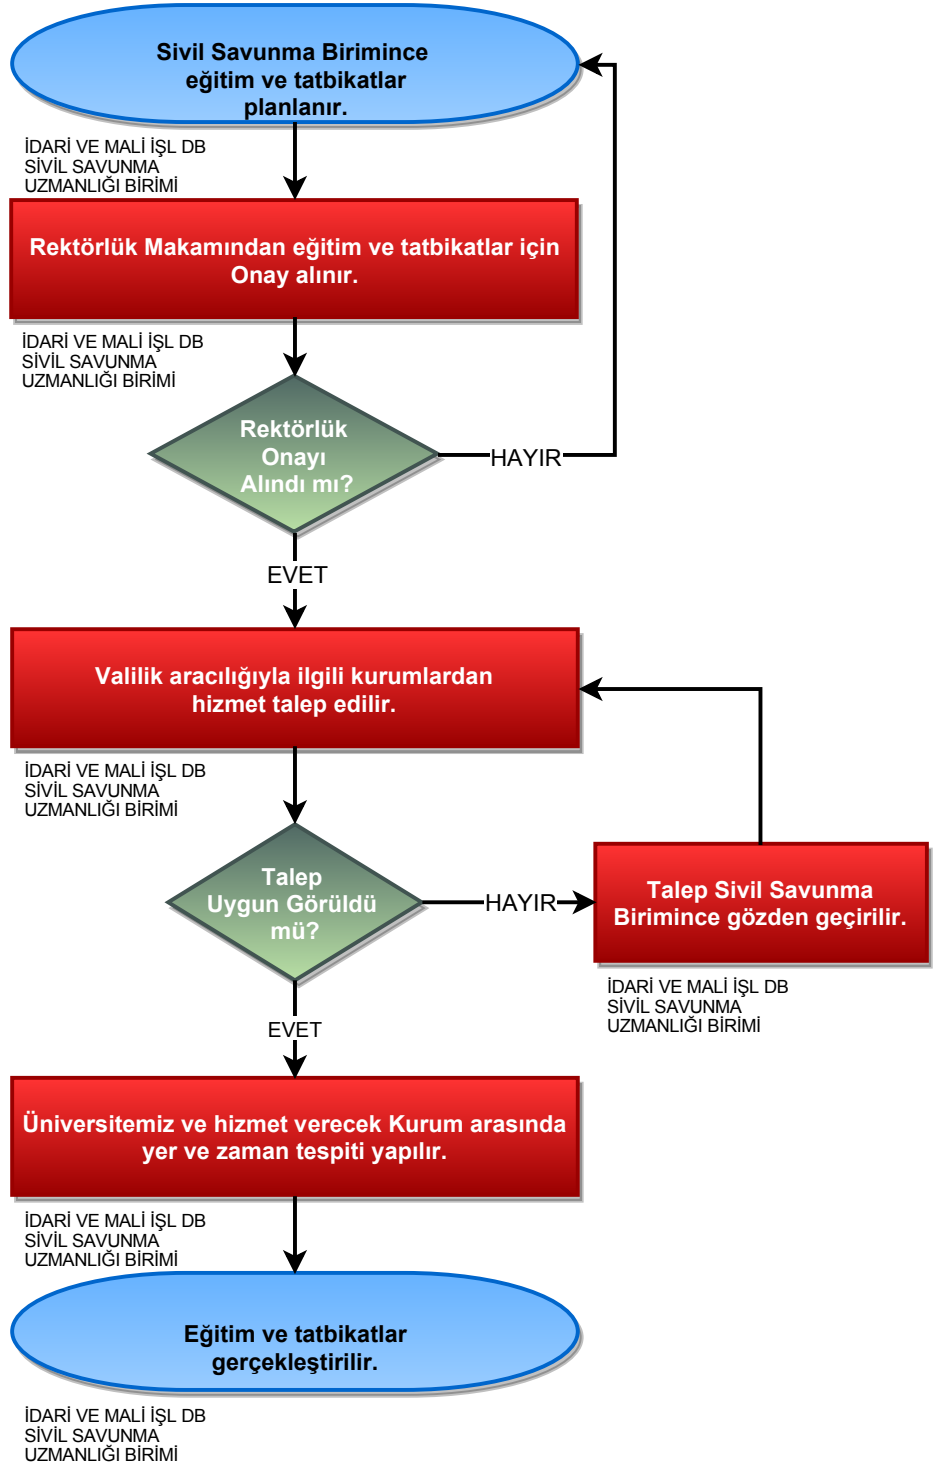 Sivil Savunma Birimince
eğitim ve tatbikatlar
planlanır.
İDARİ VE MALİ İŞL DB
SİVİL SAVUNMA
UZMANLIĞI BİRİMİ
Rektörlük Makamından eğitim ve tatbikatlar için
Onay alınır.
İDARİ VE MALİ İŞL DB
SİVİL SAVUNMA
UZMANLIĞI BİRİMİ
Rektörlük
Onayı
Alındı mı?
HAYIR
EVET
Valilik aracılığıyla ilgili kurumlardan
hizmet talep edilir.
İDARİ VE MALİ İŞL DB
SİVİL SAVUNMA
UZMANLIĞI BİRİMİ
Talep
Uygun Görüldü
mü?
HAYIR
Talep Sivil Savunma
Birimince gözden geçirilir.
İDARİ VE MALİ İŞL DB
SİVİL SAVUNMA
UZMANLIĞI BİRİMİ
EVET
Üniversitemiz ve hizmet verecek Kurum arasında
yer ve zaman tespiti yapılır.
İDARİ VE MALİ İŞL DB
SİVİL SAVUNMA
UZMANLIĞI BİRİMİ
Eğitim ve tatbikatlar
gerçekleştirilir.
İDARİ VE MALİ İŞL DB
SİVİL SAVUNMA
UZMANLIĞI BİRİMİ